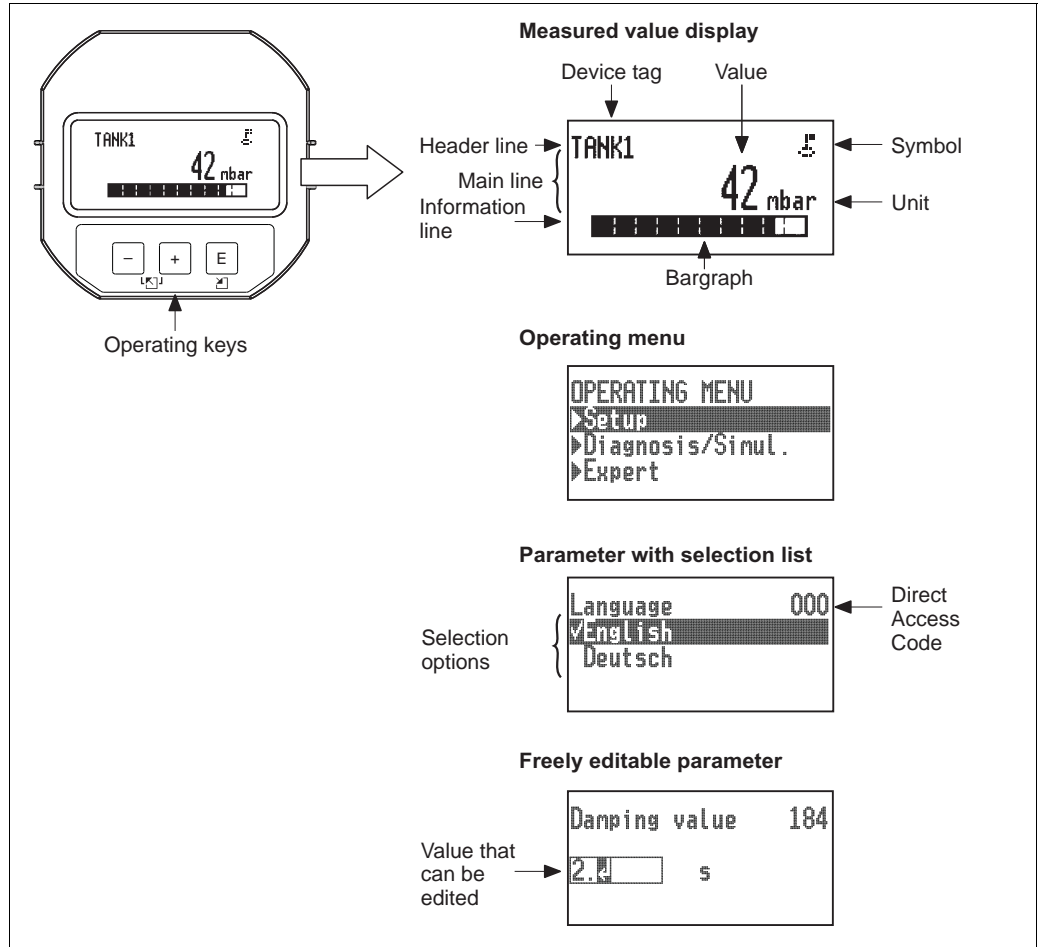 TANK1
42 mbar
−
+
E
Operating keys
Measured value display
Device tag
Value
Header line
TANK1
Symbol
Main line
42 mbar
Unit
Information
line
Bargraph
Operating menu
OPERATING MENU
Setup
Diagnosis/Simul.
Expert
Parameter with selection list
Language 000
Direct
Access
Code
✓English
Deutsch
Selection
options
Freely editable parameter
Damping value 184
Value that
can be
edited
2.↵ s